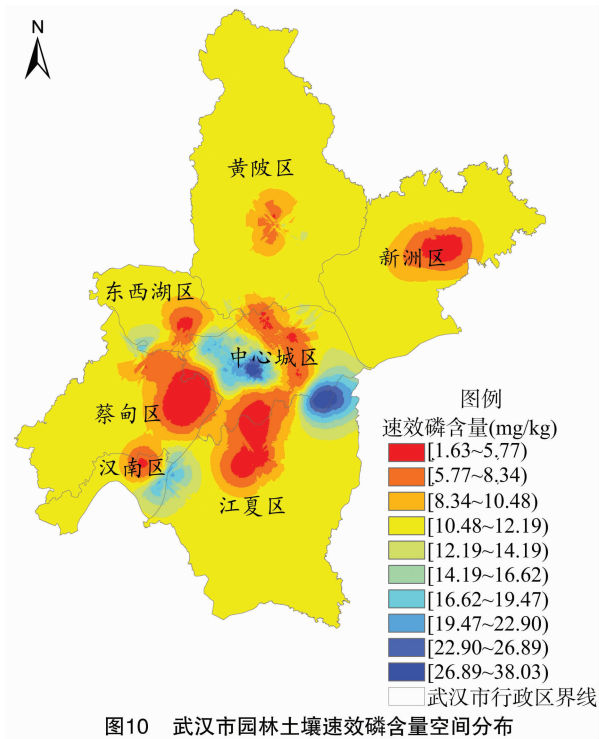 N
黄陂区
新洲区
东西湖区
中心城区
蔡甸区
汉南区
江夏区
图例
速效磷含量(mg/kg)
[1.63~5.77)
[5.77~8.34)
[8.34~10.48)
[10.48~12.19)
[12.19~14.19)
[14.19~16.62)
[16.62~19.47)
[19.47~22.90)
[22.90~26.89)
[26.89~38.03)
武汉市行政区界线
图10 武汉市园林土壤速效磷含量空间分布